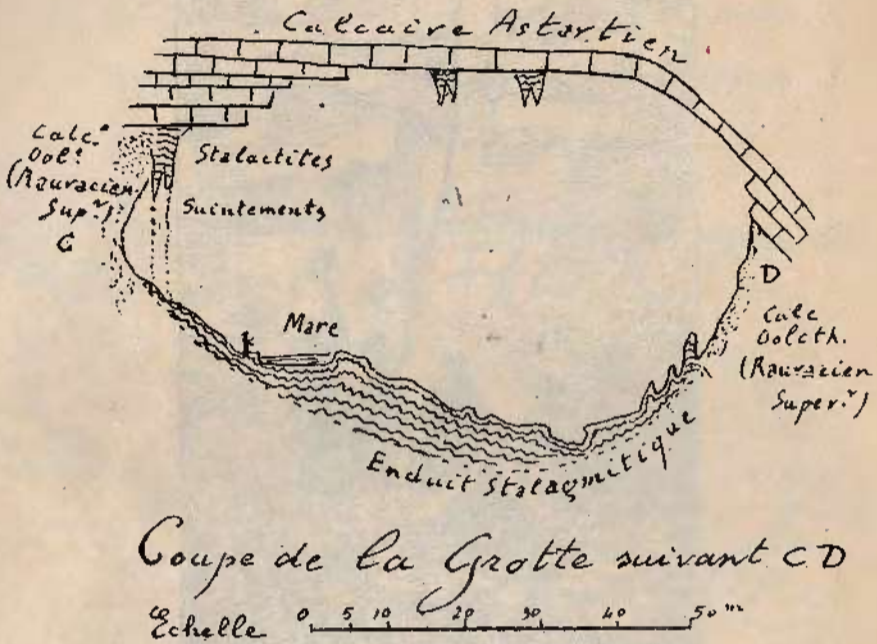 Calcaire Astartien
Calc.e
Ool.e
(Rauracien
Sup.r)
C
Stalactites
Suintements
Mare
D
Calc
Oolith.
(Rauracien
Super.r)
Enduit Stalagmitique
Coupe de la Grotte suivant CD
Echelle 0 5 10 20 30 40 50 m